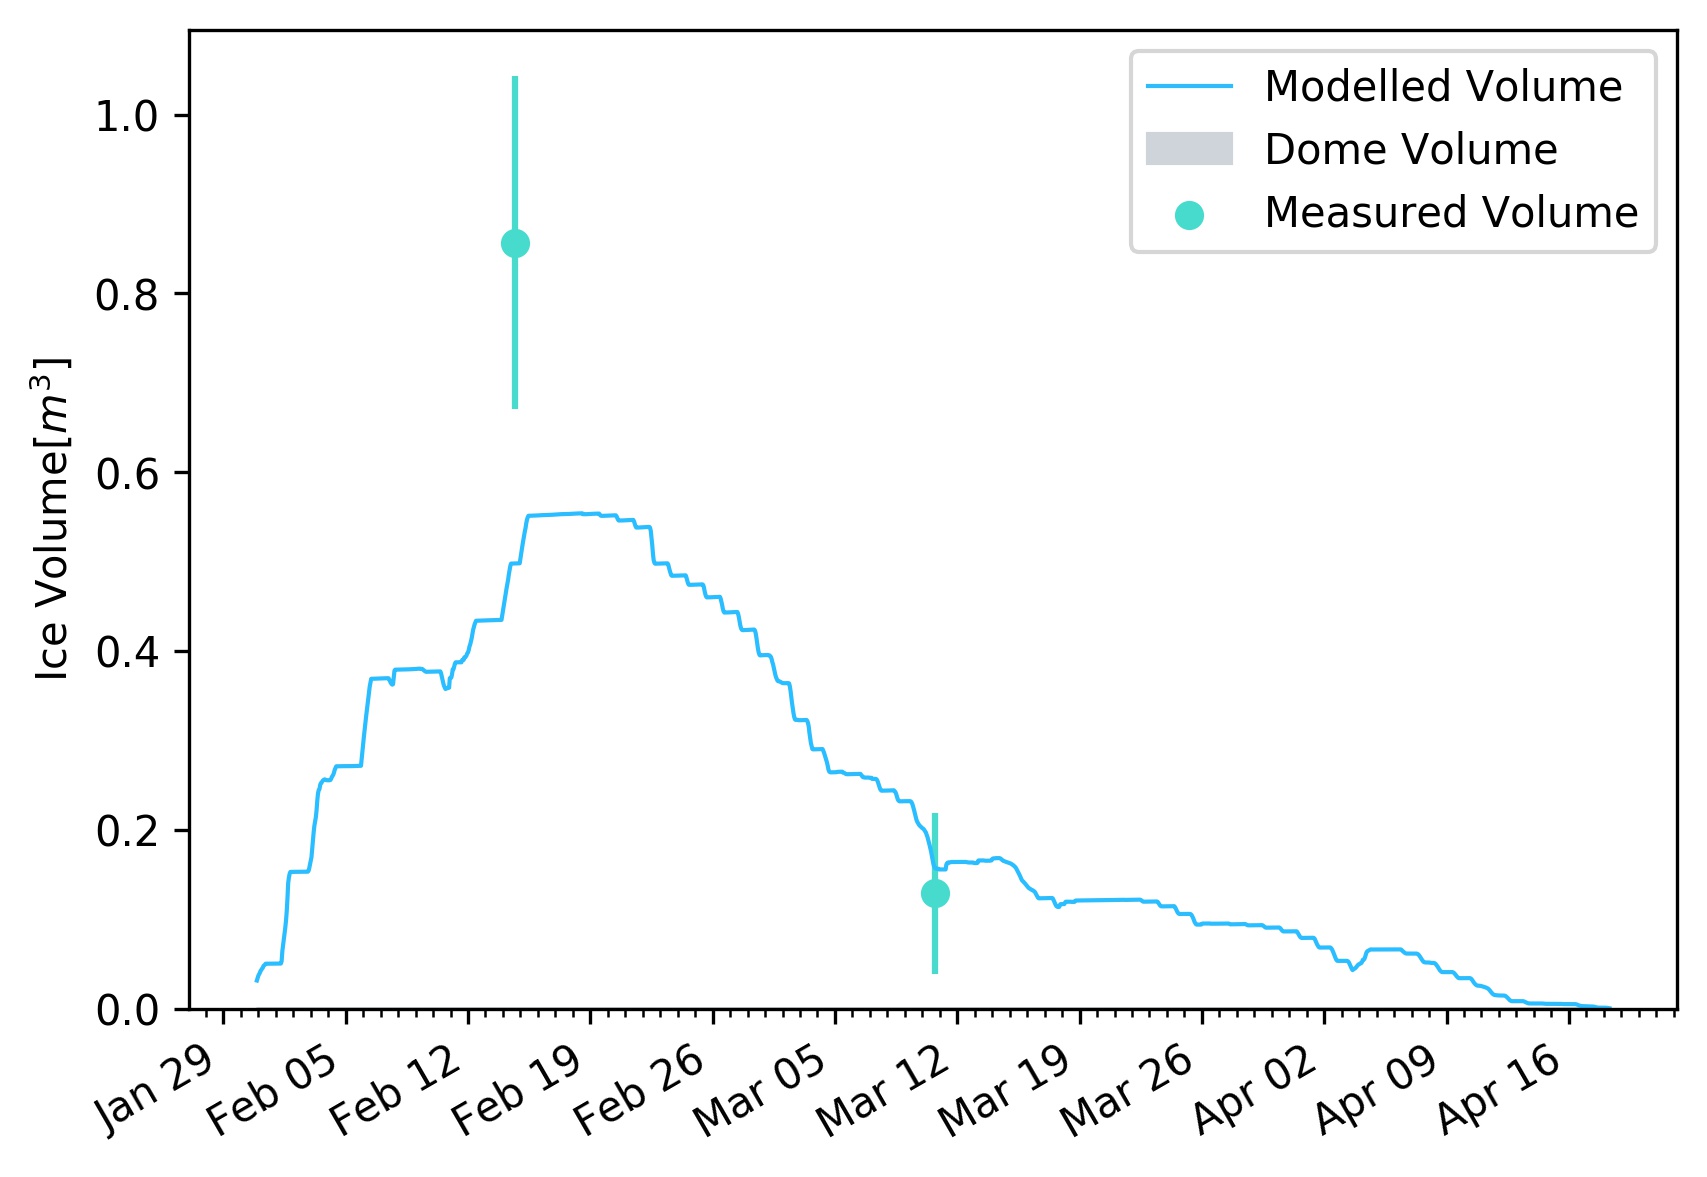 Modelled Volume
Dome Volume
Measured Volume
Ice Volume[m³]
1.0
0.8
0.6
0.4
0.2
0.0
Jan 29
Feb 05
Feb 12
Feb 19
Feb 26
Mar 05
Mar 12
Mar 19
Mar 26
Apr 02
Apr 09
Apr 16